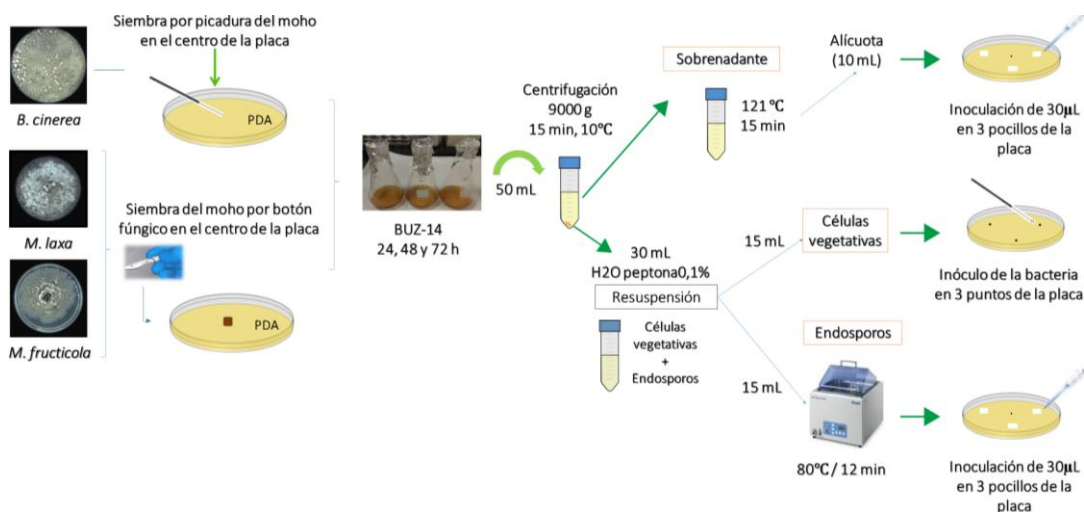 Siembra por picadura del moho
en el centro de la placa
B. cinerea
PDA
M. laxa
Siembra del moho por botón
fúngico en el centro de la placa
M. fructicola
PDA
BUZ-14
24, 48 y 72 h
50 mL
Centrifugación
9000 g
15 min, 10℃
Sobrenadante
121℃
15 min
Alícuota
(10 mL)
Inoculación de 30μL
en 3 pocillos de la
placa
30 mL
H2O peptona0,1%
Resuspensión
Células
vegetativas
+
Endosporos
15 mL
Células
vegetativas
Inóculo de la bacteria
en 3 puntos de la placa
15 mL
Endosporos
80℃/ 12 min
Inoculación de 30μL
en 3 pocillos de la
placa